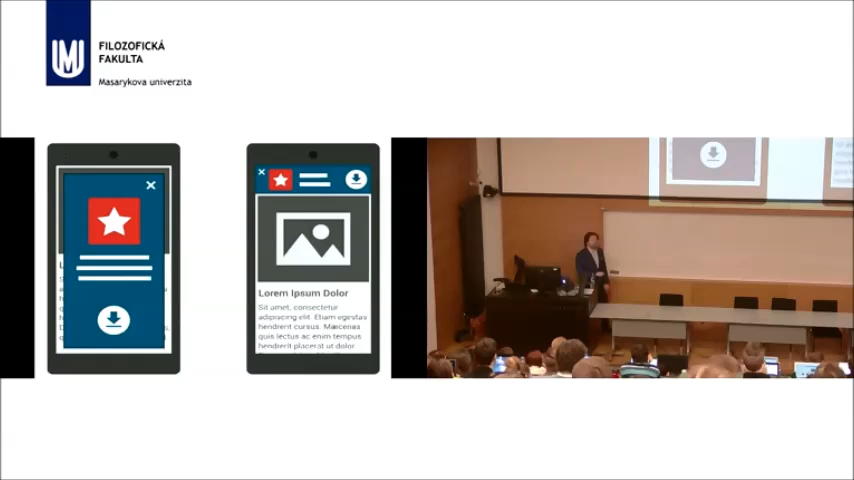 FILOZOFICKÁ
FAKULTA
Masarykova univerzita
Lorem Ipsum Dolor
Sit amet, consectetur
adipiscing elit. Etiam egestas
hendrerit cursus. Maecenas
quis lectus ac enim tempus
hendrerit placerat ut dolor